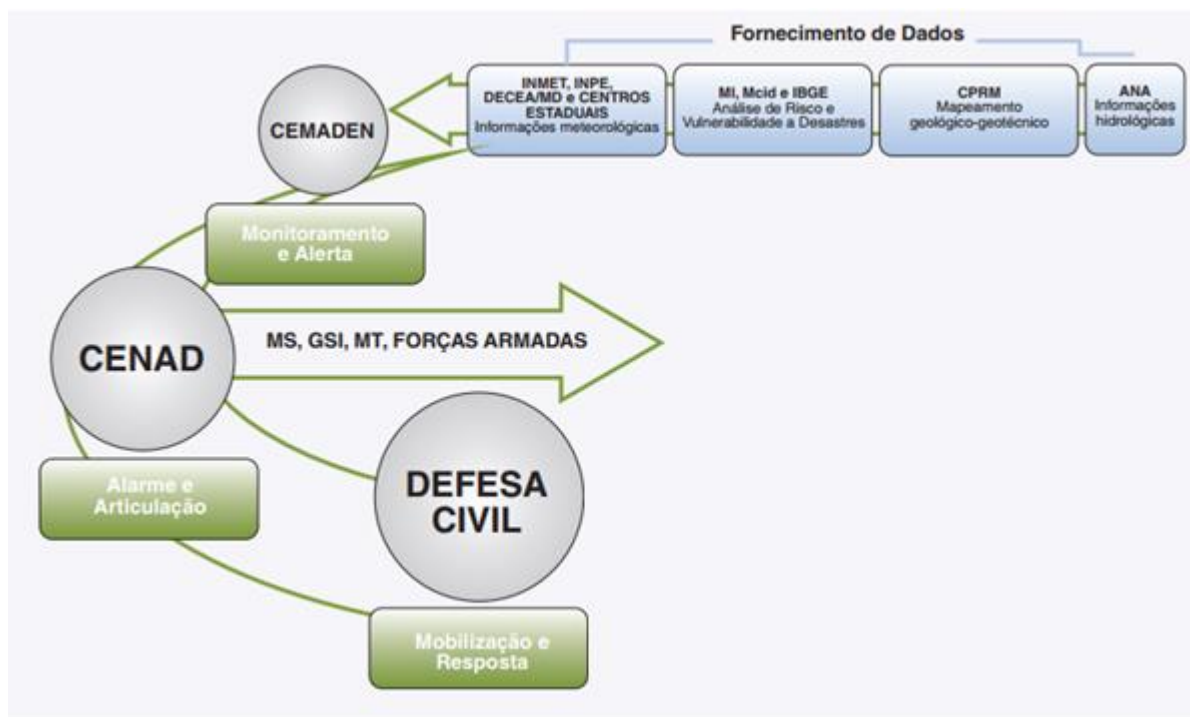 Fornecimento de Dados
CEMADEN
INMET, INPE,
DECEA/MD e CENTROS
ESTADUAIS
Informações meteorológicas
MI, Mcid e IBGE
Análise de Risco e
Vulnerabilidade a Desastres
CPRM
Mapeamento
geológico-geotécnico
ANA
Informações
hidrológicas
Monitoramento
e Alerta
CENAD
MS, GSI, MT, FORÇAS ARMADAS
Alarme e
Articulação
DEFESA
CIVIL
Mobilização e
Resposta